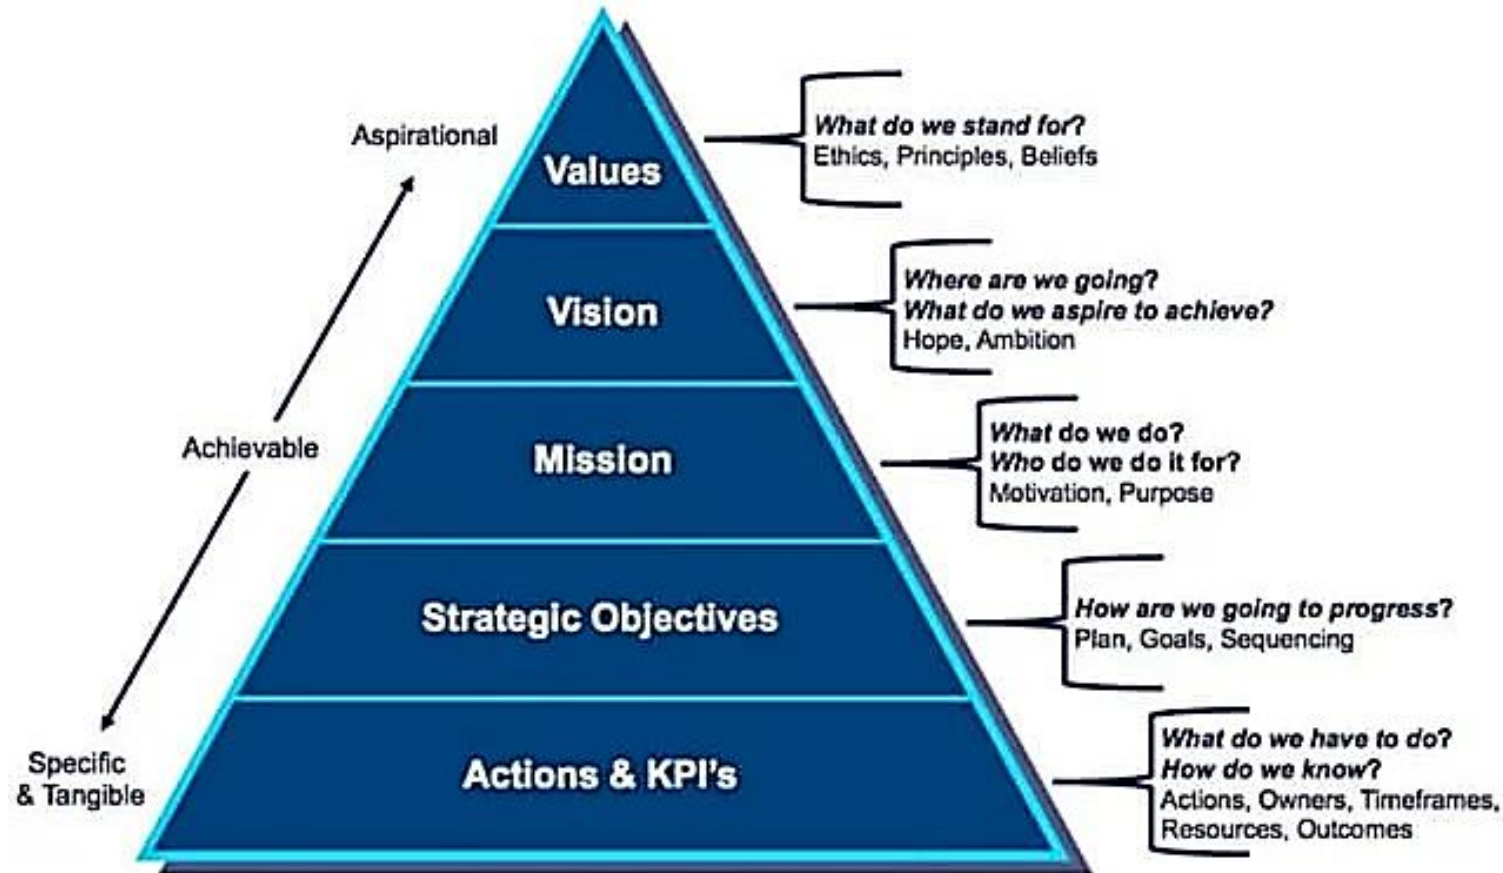 Aspirational
Values
What do we stand for?
Ethics, Principles, Beliefs
Vision
Where are we going?
What do we aspire to achieve?
Hope, Ambition
Achievable
Mission
What do we do?
Who do we do it for?
Motivation, Purpose
Strategic Objectives
How are we going to progress?
Plan, Goals, Sequencing
Specific
& Tangible
Actions & KPI's
What do we have to do?
How do we know?
Actions, Owners, Timeframes,
Resources, Outcomes